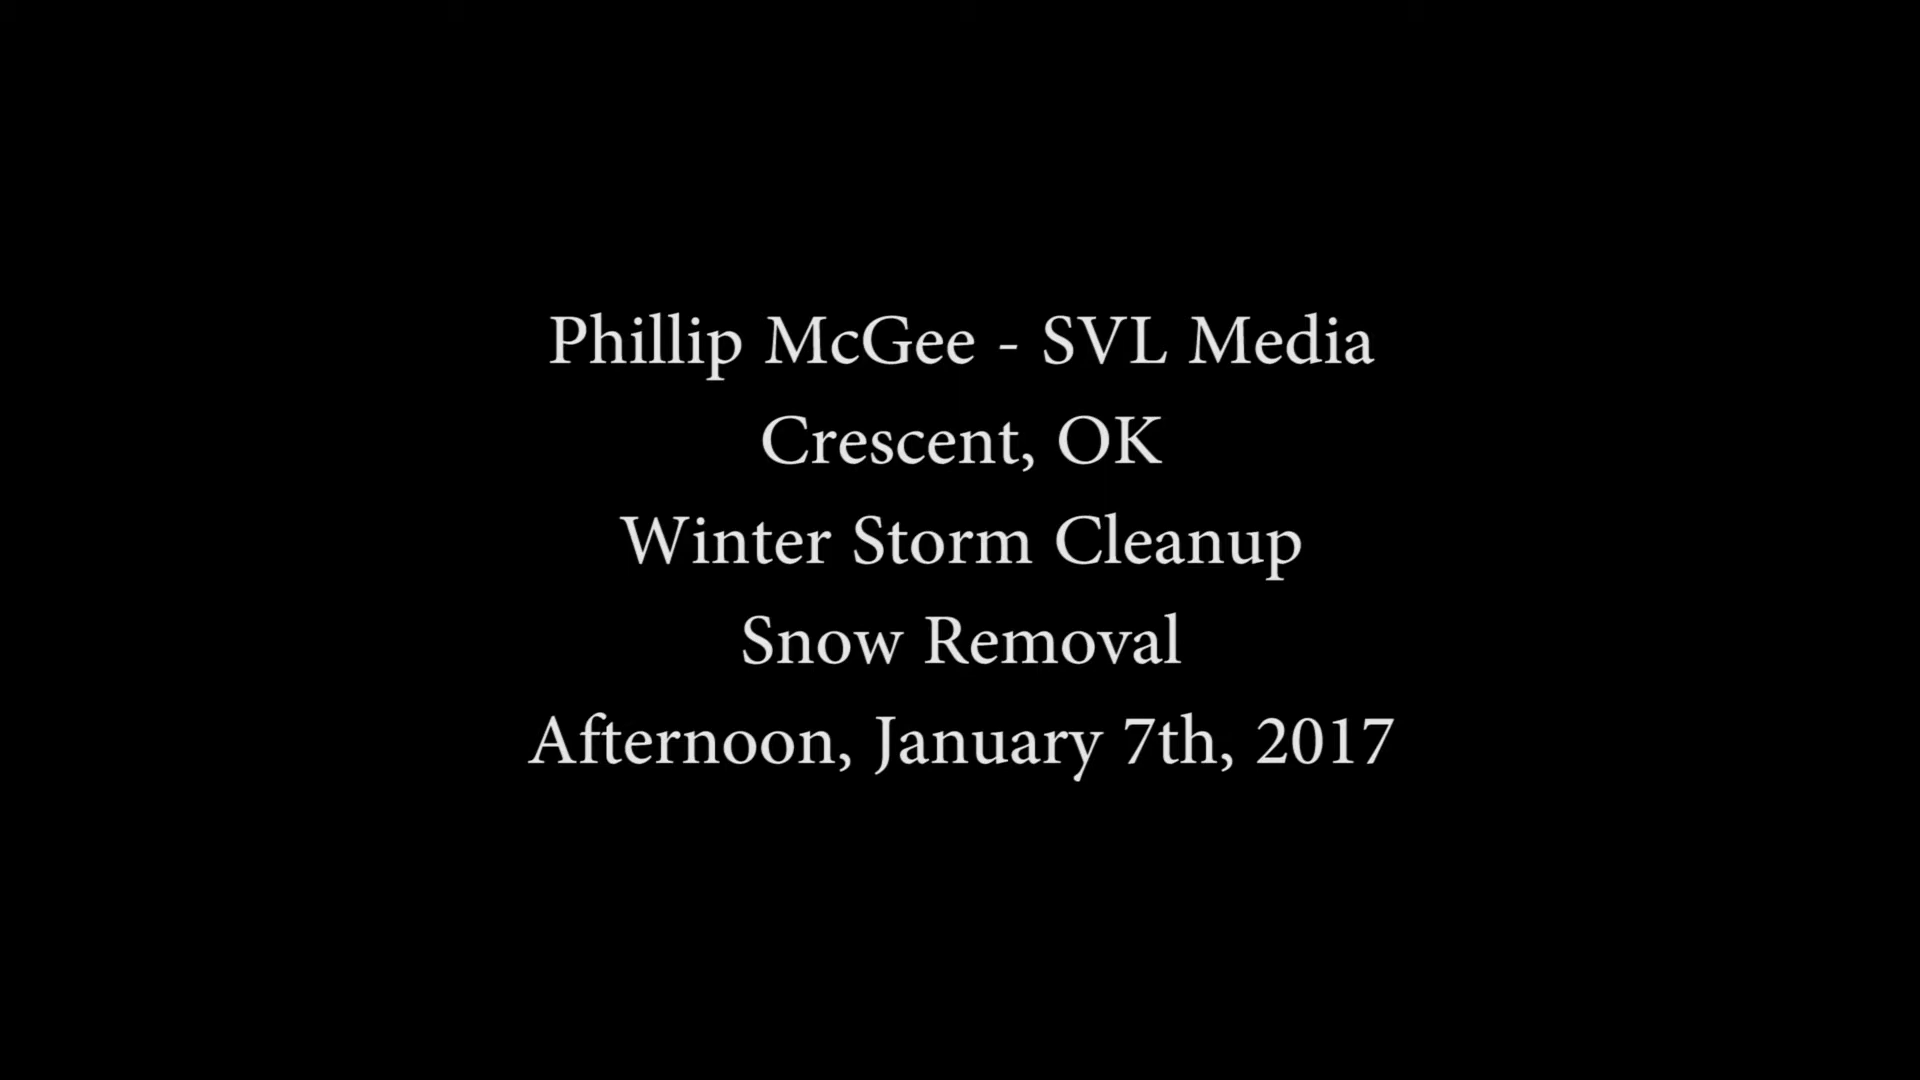 Phillip McGee - SVL Media
Crescent, OK
Winter Storm Cleanup
Snow Removal
Afternoon, January 7th, 2017